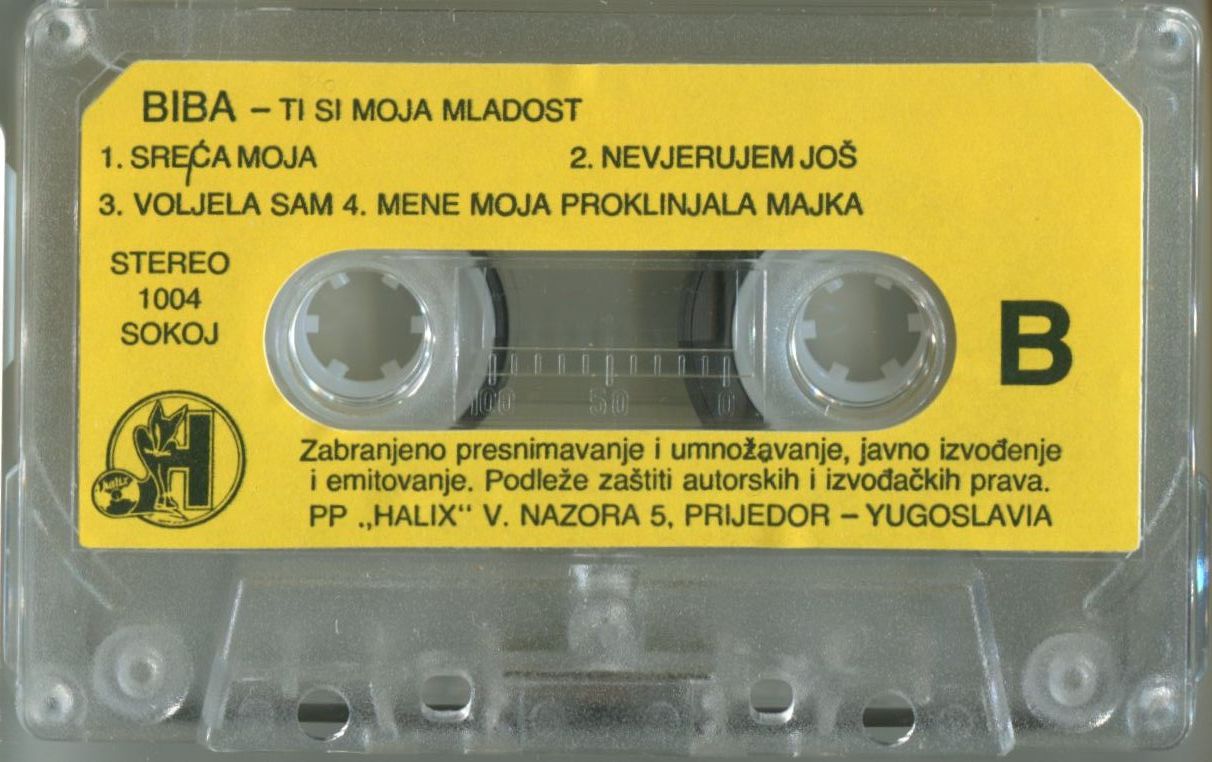 BIBA – TI SI MOJA MLADOST
1. SREĆA MOJA 2. NEVJERUJEM JOŠ
3. VOLJELA SAM 4. MENE MOJA PROKLINJALA MAJKA
STEREO
1004
SOKOJ
B
100 50 0
H
Zabranjeno presnimavanje i umnožavanje, javno izvođenje
i emitovanje. Podleže zaštiti autorskih i izvođačkih prava.
PP „HALIX“ V. NAZORA 5, PRIJEDOR – YUGOSLAVIA